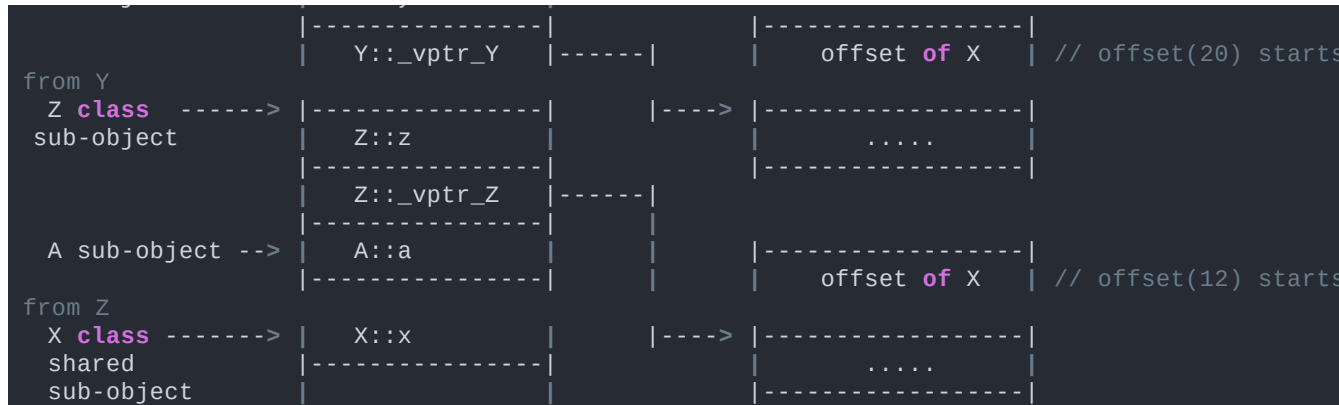 |----------------|              |------------------|
|   Y::_vptr_Y   |------|       |    offset of X   | // offset(20) starts
from Y
Z class ------> |----------------|      |----> |------------------|
sub-object        |   Z::z         |              |       .....      |
|----------------|              |------------------|
|   Z::_vptr_Z   |------|
|----------------|      |
A sub-object --> |   A::a         |      |       |------------------|
|----------------|      |       |    offset of X   | // offset(12) starts
from Z
X class -------> |   X::x         |      |----> |------------------|
shared            |----------------|              |       .....      |
sub-object        |                |              |------------------|